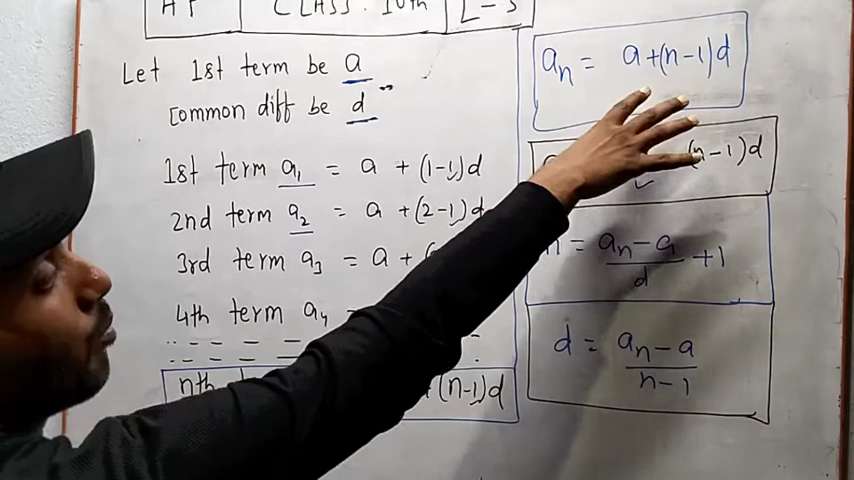 AP CLASS. 10th L-3
Let 1st term be a
Common diff be d
1st term a₁ = a + (1-1)d
2nd term a₂ = a + (2-1)d
3rd term a₃ = a + (
4th term a₄ =
nth + (n-1)d
aₙ = a + (n-1)d
(n-1)d
n = aₙ - a / d + 1
d = aₙ - a / n - 1